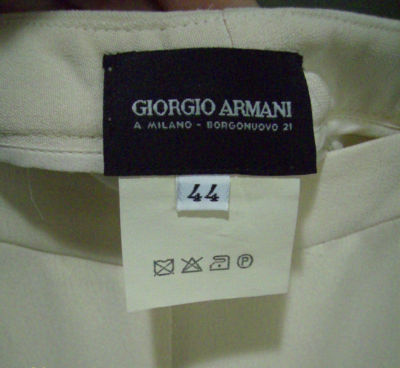 GIORGIO ARMANI
A MILANO - BORGONUOVO 21
44
P